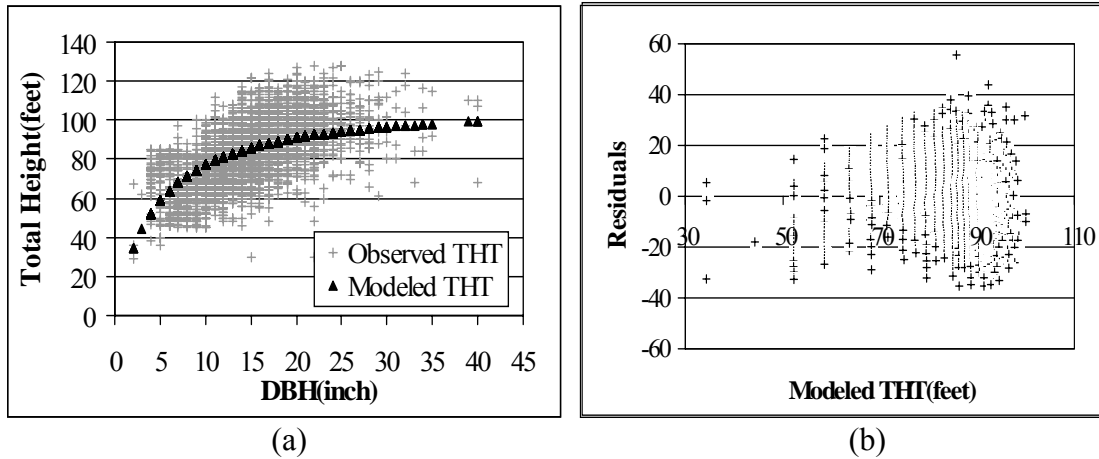 140
120
100
80
60
40
20
0
Total Height(feet)
Observed THT
Modeled THT
0 5 10 15 20 25 30 35 40 45
DBH(inch)
(a)
60
40
20
0
-20
-40
-60
Residuals
30 50 70 90 110
Modeled THT(feet)
(b)